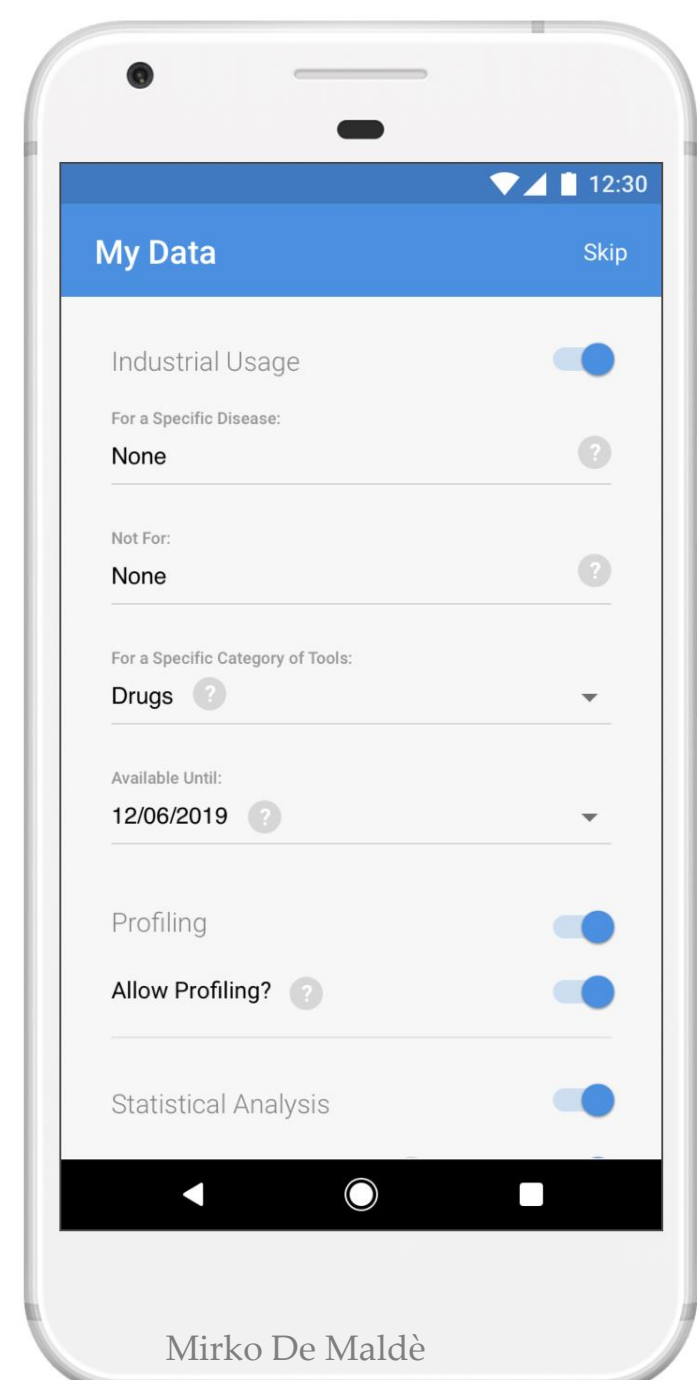 12:30
My Data Skip
Industrial Usage
For a Specific Disease:
None ?
Not For:
None ?
For a Specific Category of Tools:
Drugs ?
Available Until:
12/06/2019 ?
Profiling
Allow Profiling? ?
Statistical Analysis
Mirko De Maldè